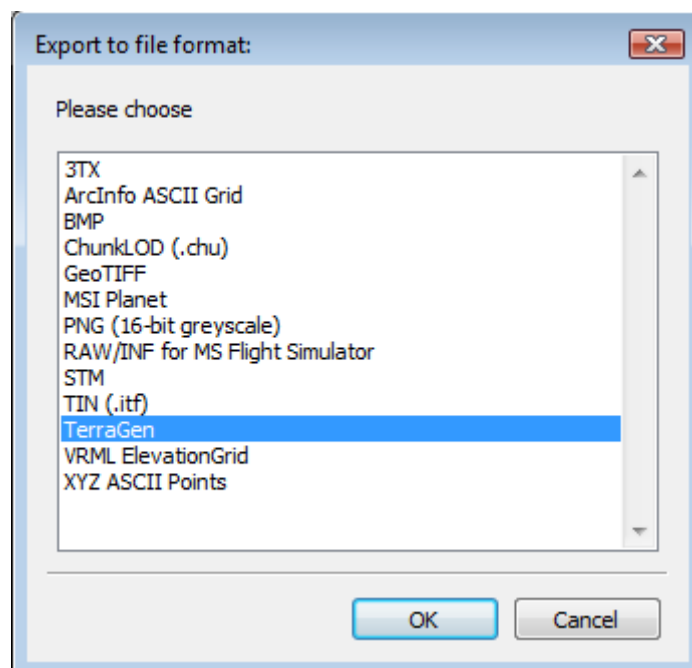 Export to file format:
Please choose
3TX
ArcInfo ASCII Grid
BMP
ChunkLOD (.chu)
GeoTIFF
MSI Planet
PNG (16-bit greyscale)
RAW/INF for MS Flight Simulator
STM
TIN (.itf)
TerraGen
VRML ElevationGrid
XYZ ASCII Points
OK
Cancel